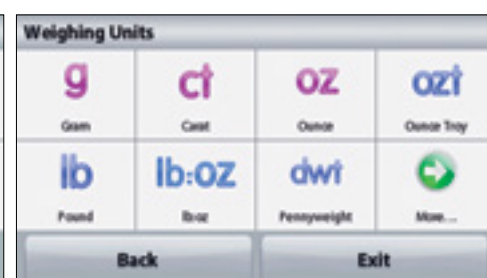 Weighing Units
g ct oz ozt
Gram Carat Ounce Ounce Troy
lb lb:oz dwt
Pound lb:oz Pennyweight More...
Back Exit